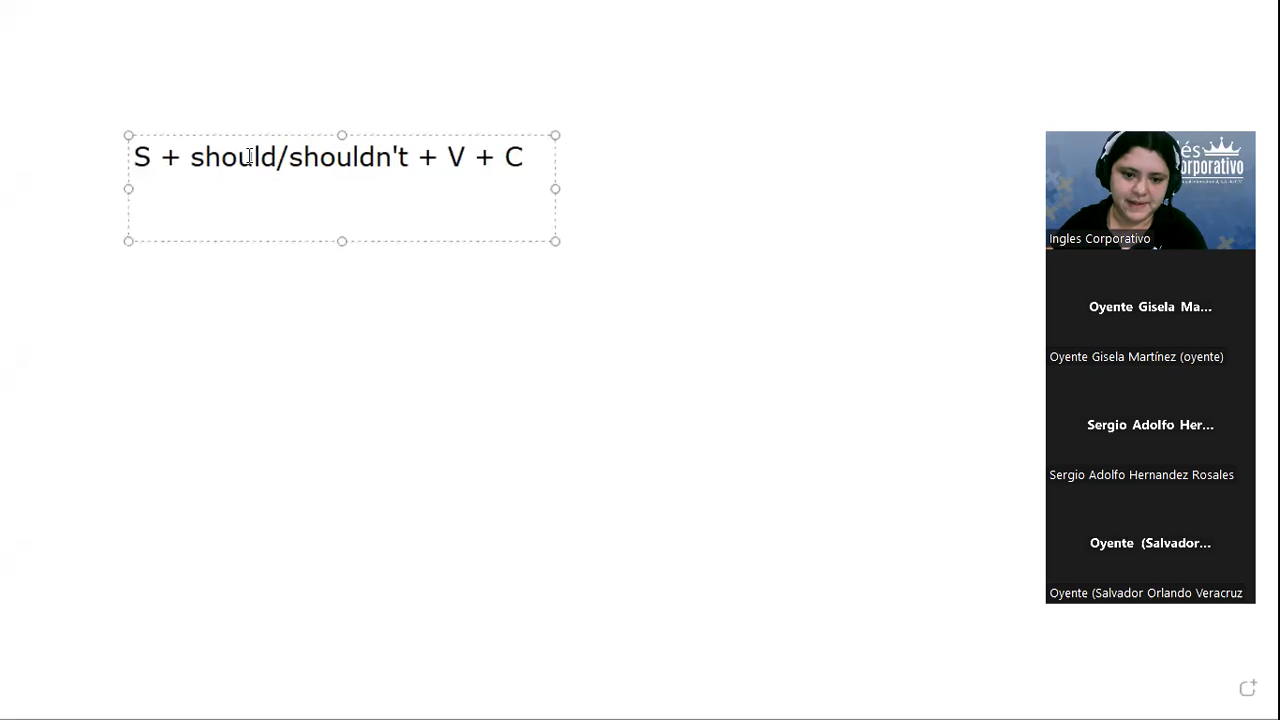 S + should/shouldn't + V + C
és
Corporativo
Ingles Corporativo
Oyente Gisela Ma...
Oyente Gisela Martínez (oyente)
Sergio Adolfo Her...
Sergio Adolfo Hernandez Rosales
Oyente (Salvador...
Oyente (Salvador Orlando Veracruz